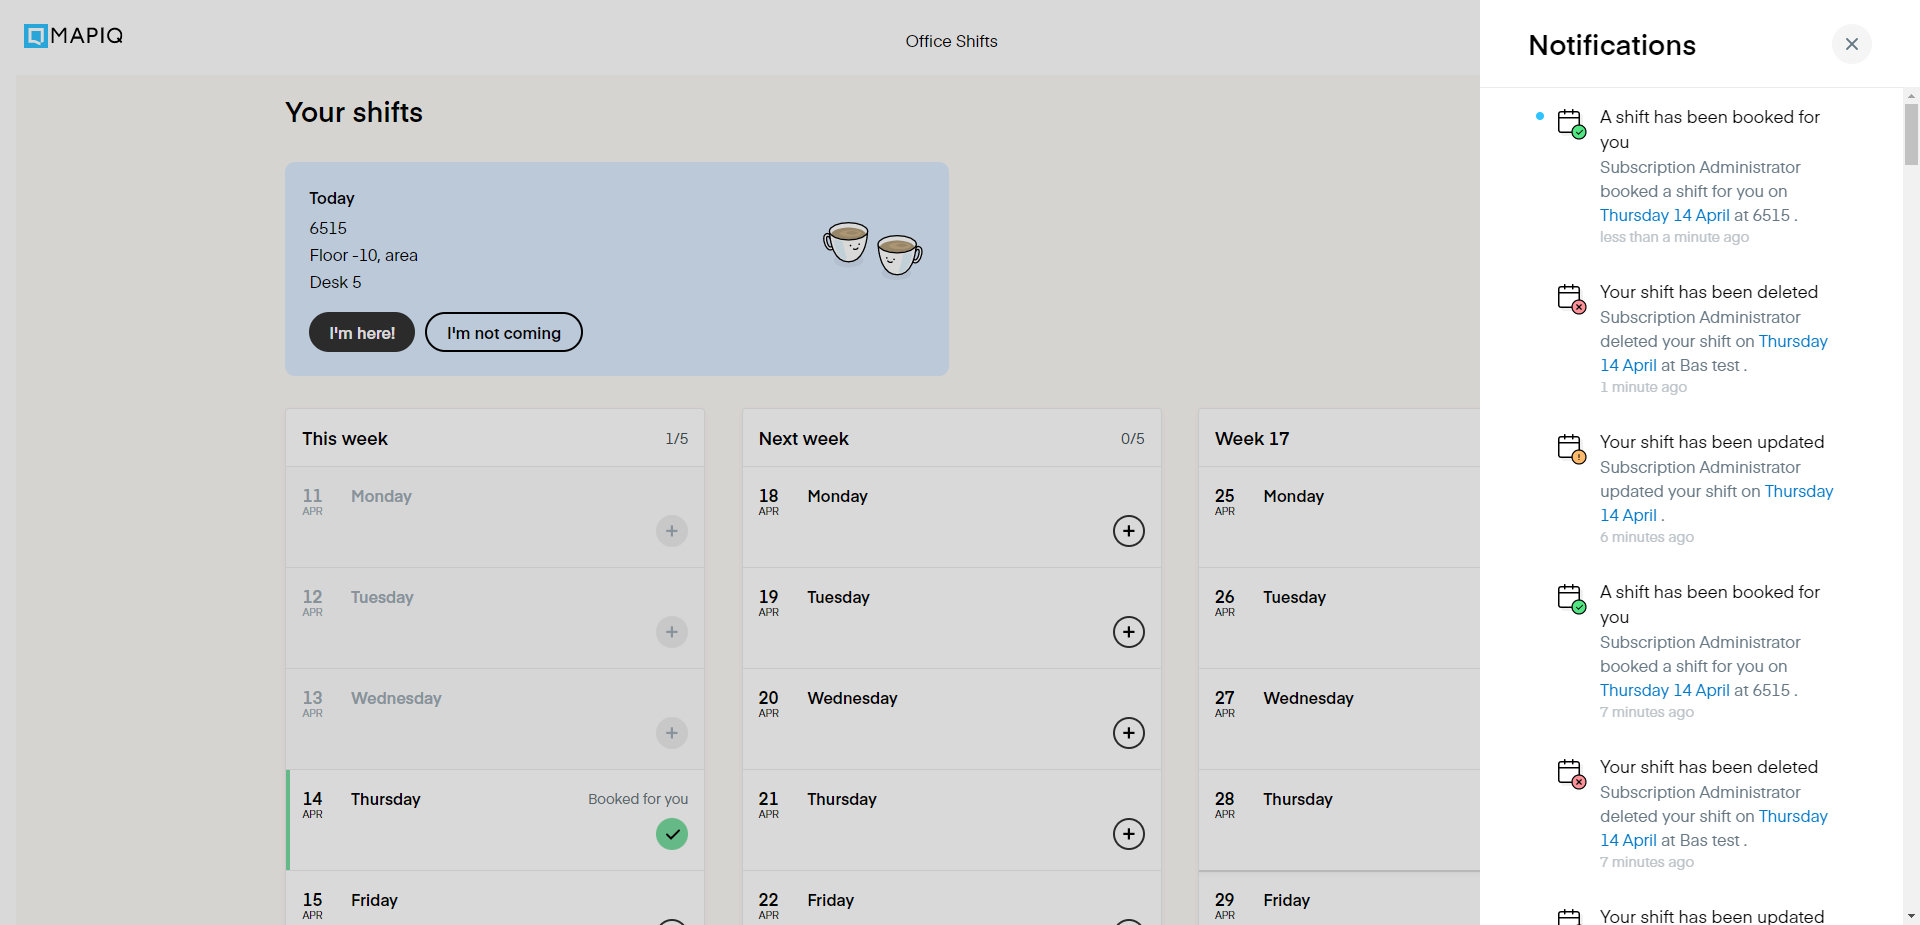 MAPIQ
Office Shifts
Your shifts
Today
6515
Floor -10, area
Desk 5
I'm here!
I'm not coming
This week
1/5
11
APR
Monday
12
APR
Tuesday
13
APR
Wednesday
14
APR
Thursday
Booked for you
15
APR
Friday
Next week
0/5
18
APR
Monday
19
APR
Tuesday
20
APR
Wednesday
21
APR
Thursday
22
APR
Friday
Week 17
25
APR
Monday
26
APR
Tuesday
27
APR
Wednesday
28
APR
Thursday
29
APR
Friday
Notifications
A shift has been booked for
you
Subscription Administrator
booked a shift for you on
Thursday 14 April at 6515 .
less than a minute ago
Your shift has been deleted
Subscription Administrator
deleted your shift on Thursday
14 April at Bas test .
1 minute ago
Your shift has been updated
Subscription Administrator
updated your shift on Thursday
14 April .
6 minutes ago
A shift has been booked for
you
Subscription Administrator
booked a shift for you on
Thursday 14 April at 6515 .
7 minutes ago
Your shift has been deleted
Subscription Administrator
deleted your shift on Thursday
14 April at Bas test .
7 minutes ago
Your shift has been updated